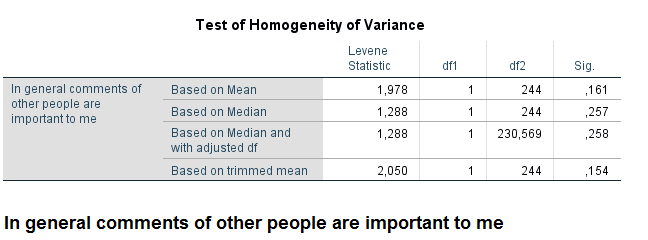 Test of Homogeneity of Variance
Levene
Statistic df1 df2 Sig.
In general comments of
other people are
important to me
Based on Mean 1,978 1 244 ,161
Based on Median 1,288 1 244 ,257
Based on Median and
with adjusted df 1,288 1 230,569 ,258
Based on trimmed mean 2,050 1 244 ,154
In general comments of other people are important to me